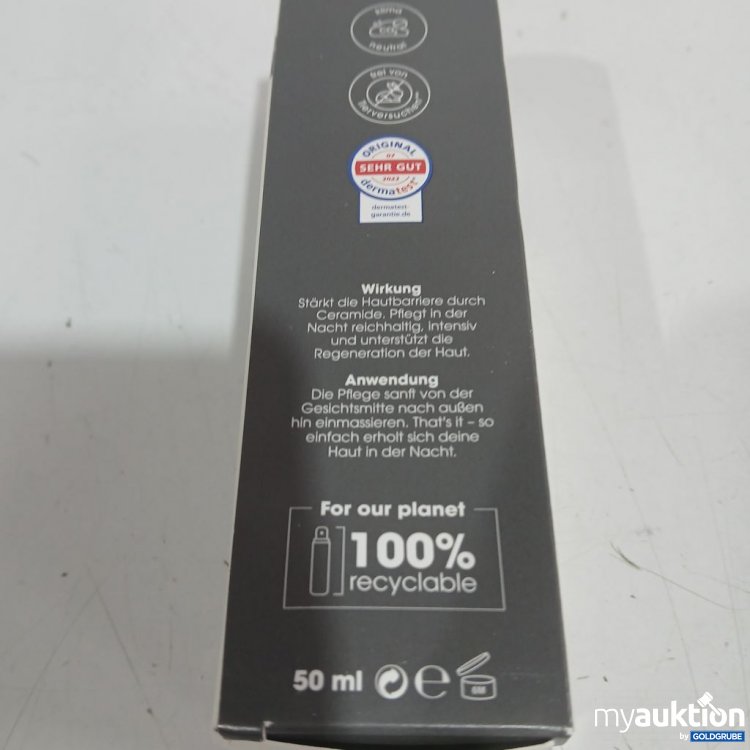 klima
neutral
frei von
Tierversuchen**
ORIGINAL
07
SEHR GUT
2022
dermatest®
dermatest-
garantie.de
Wirkung
Stärkt die Hautbarriere durch
Ceramide. Pflegt in der
Nacht reichhaltig, intensiv
und unterstützt die
Regeneration der Haut.
Anwendung
Die Pflege sanft von der
Gesichtsmitte nach außen
hin einmassieren. That's it – so
einfach erholt sich deine
Haut in der Nacht.
For our planet
100%
recyclable
50 ml ℮ 6M
myauktion
by GOLDGRUBE